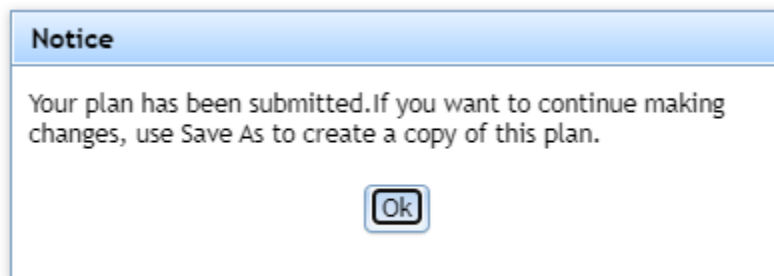 Notice
Your plan has been submitted.If you want to continue making
changes, use Save As to create a copy of this plan.
Ok